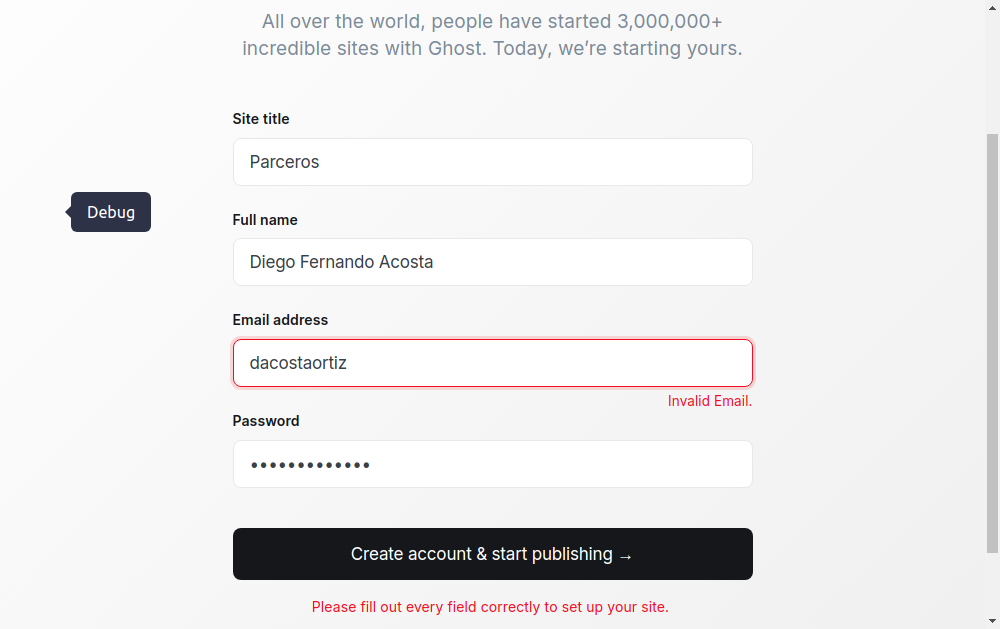 All over the world, people have started 3,000,000+
incredible sites with Ghost. Today, we’re starting yours.
Site title
Parceros
Debug
Full name
Diego Fernando Acosta
Email address
dacostaortiz
Invalid Email.
Password
•••••••••••••
Create account & start publishing →
Please fill out every field correctly to set up your site.